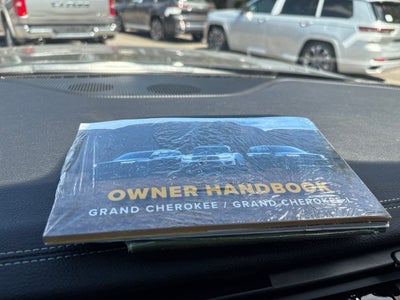 OWNER HANDBOOK
GRAND CHEROKEE / GRAND CHEROKEE